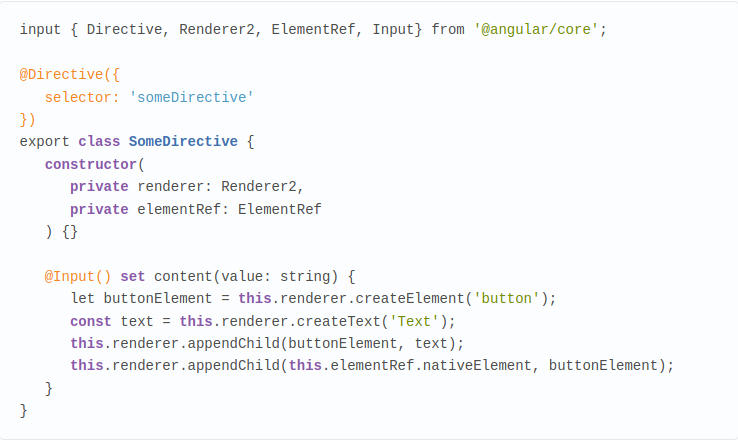 input { Directive, Renderer2, ElementRef, Input} from '@angular/core';
@Directive({
selector: 'someDirective'
})
export class SomeDirective {
constructor(
private renderer: Renderer2,
private elementRef: ElementRef
) {}
@Input() set content(value: string) {
let buttonElement = this.renderer.createElement('button');
const text = this.renderer.createText('Text');
this.renderer.appendChild(buttonElement, text);
this.renderer.appendChild(this.elementRef.nativeElement, buttonElement);
}
}